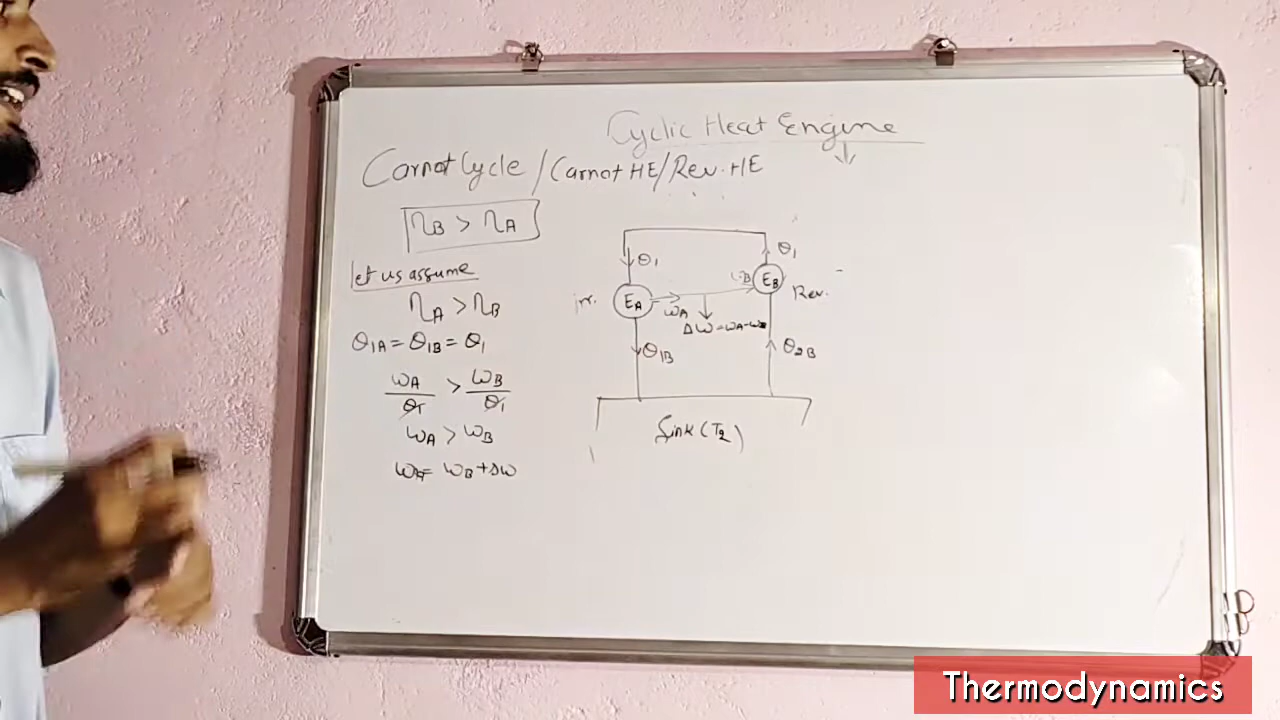 Cyclic Heat Engine
Carnot Cycle / Carnot HE/Rev. HE
ηB > ηA
let us assume
ηA > ηB
Q1A = Q1B = Q1
WA/Q1 > WB/Q1
WA > WB
WA = WB + ΔW
Q1
Q1
EA
EB
irr.
Rev.
WA
WB
ΔW = WA - WB
Q1B
Q2B
Sink (T2)
Thermodynamics